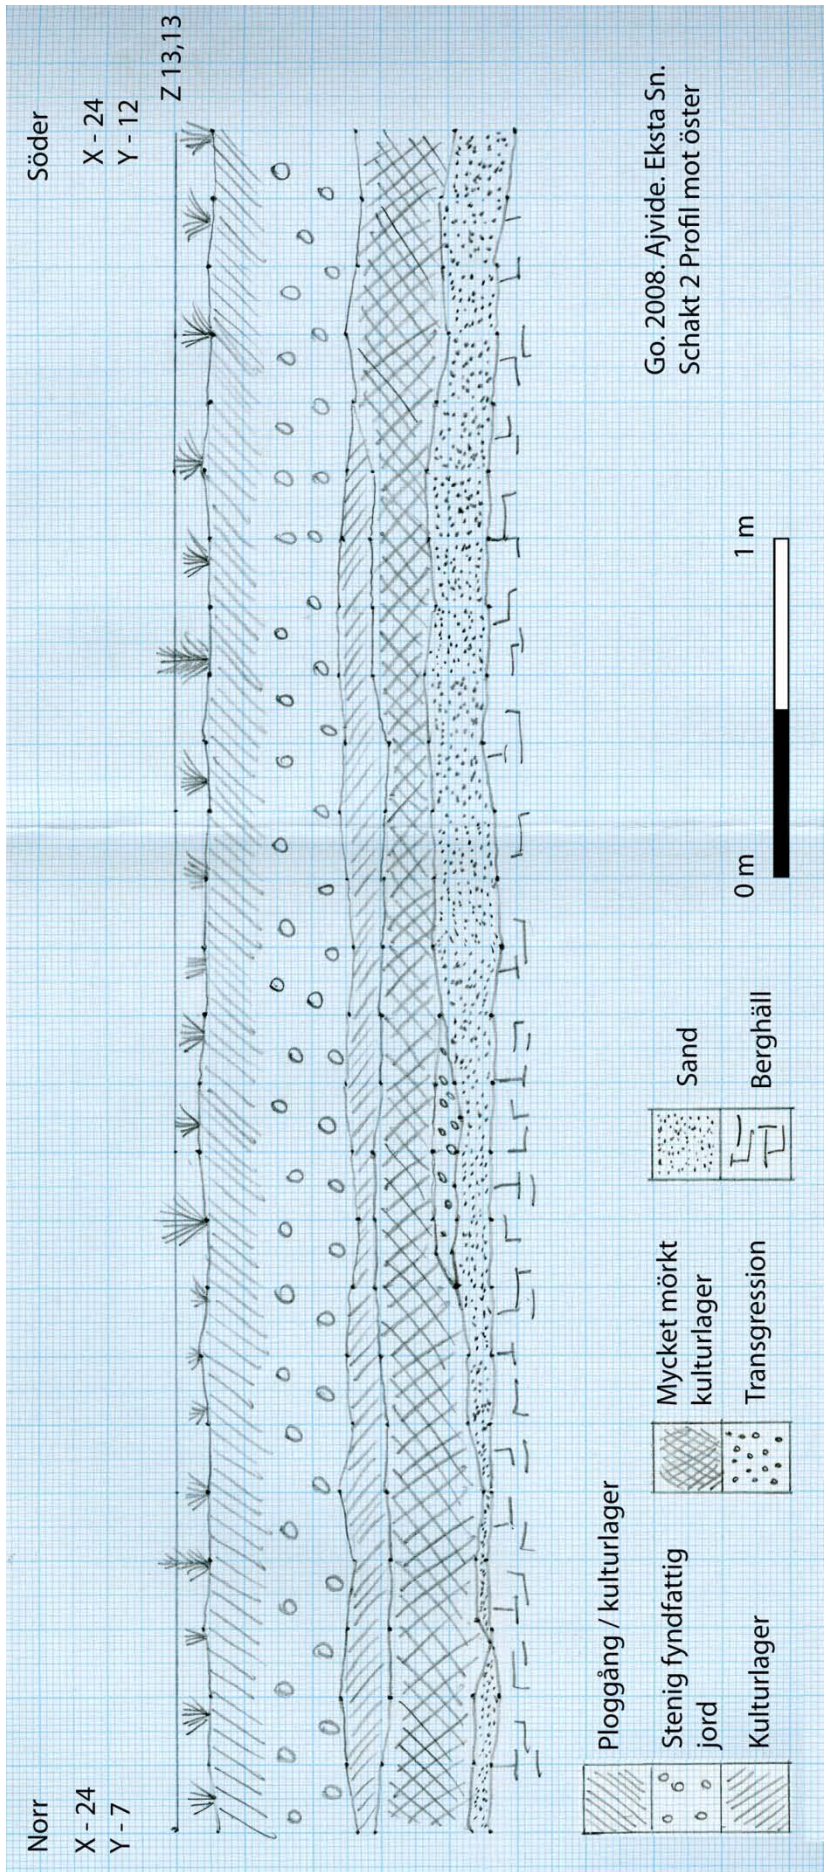 Norr
X - 24
Y - 7
Söder
X - 24
Y - 12
Z 13,13
Go. 2008. Ajvide. Eksta Sn.
Schakt 2 Profil mot öster
0 m
1 m
Ploggång / kulturlager
Stenig fyndfattig
jord
Kulturlager
Mycket mörkt
kulturlager
Transgression
Sand
Berghäll